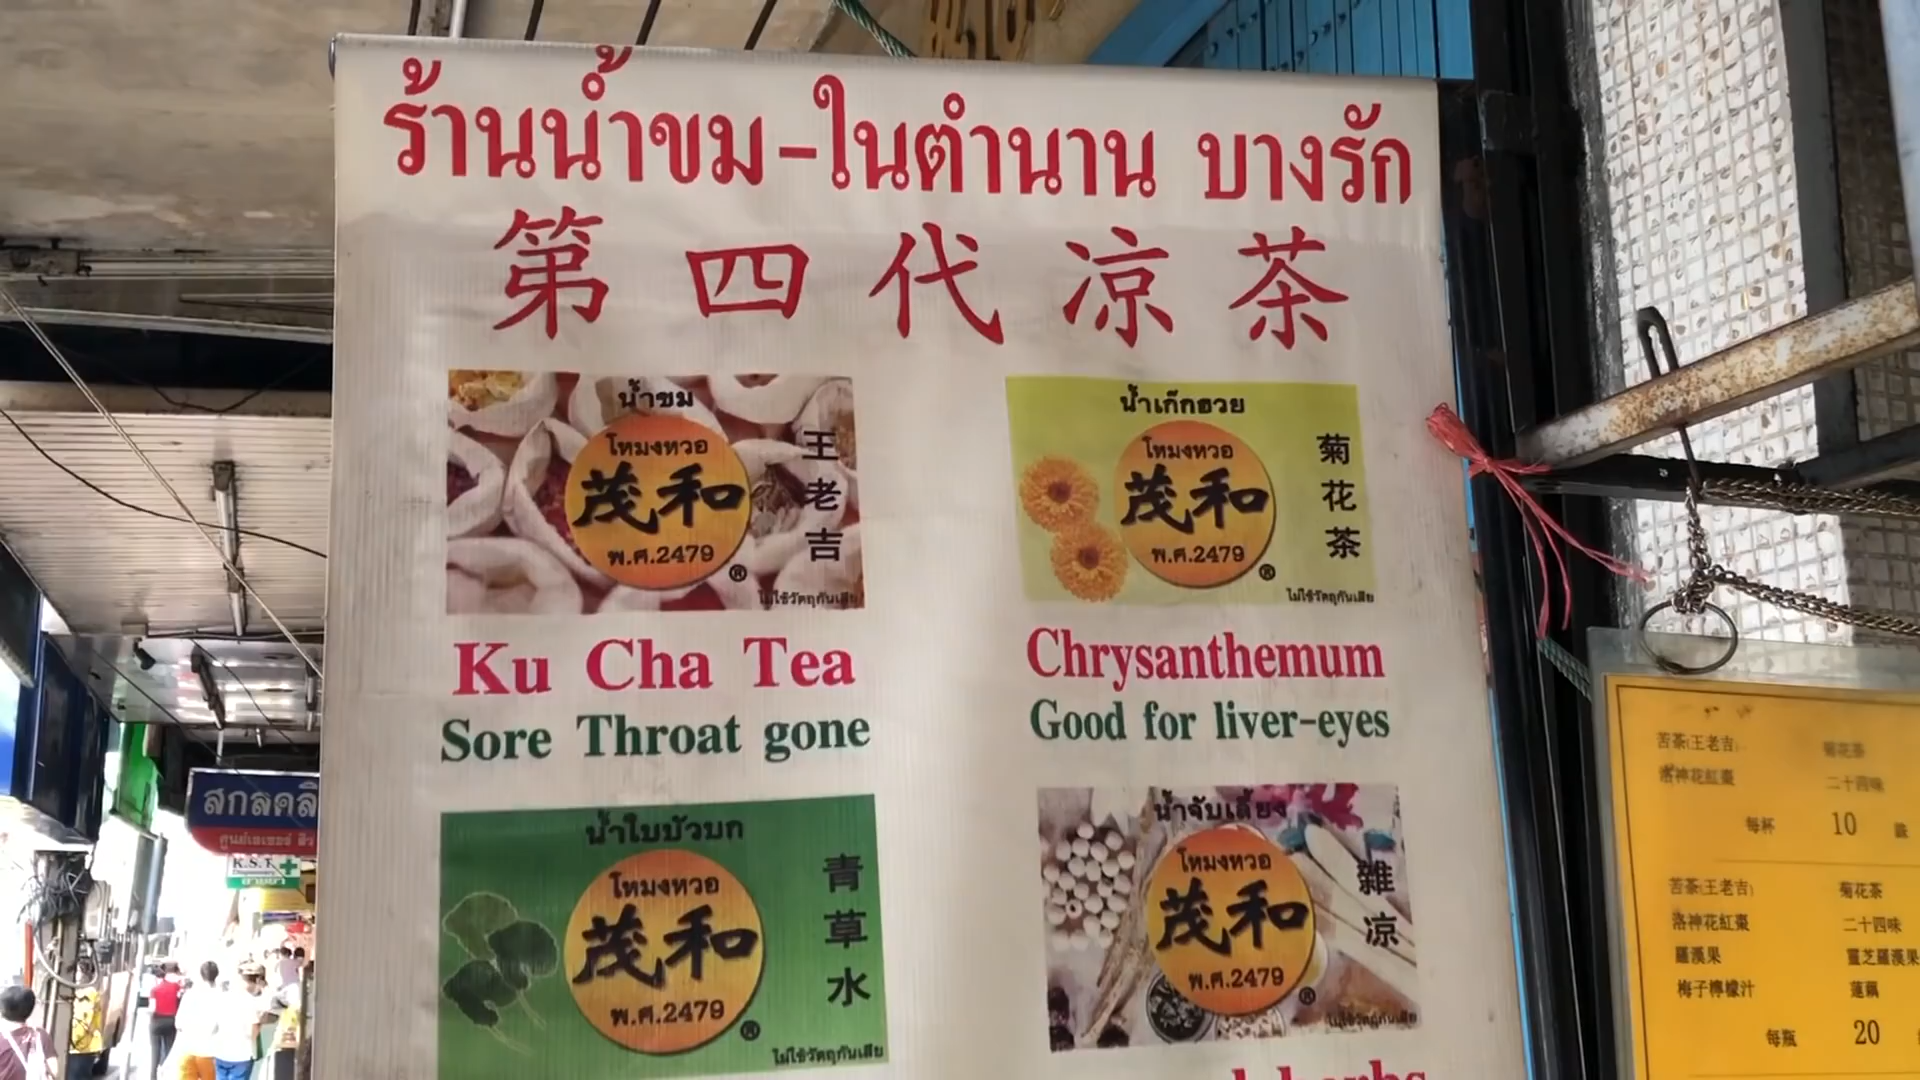 ร้านน้ำขม-ในตำนาน บางรัก
第四代凉茶
น้ำขม
โหมงหวอ
茂和
พ.ศ.2479
®
王老吉
ไม่ใช้วัตถุกันเสีย
Ku Cha Tea
Sore Throat gone
น้ำเก๊กฮวย
โหมงหวอ
茂和
พ.ศ.2479
®
菊花茶
ไม่ใช้วัตถุกันเสีย
Chrysanthemum
Good for liver-eyes
น้ำใบบัวบก
โหมงหวอ
茂和
พ.ศ.2479
®
青草水
ไม่ใช้วัตถุกันเสีย
น้ำจับเลี้ยง
โหมงหวอ
茂和
พ.ศ.2479
®
雜凉
ไม่ใช้วัตถุกันเสีย
herbs
สกลคลิ
K.S.T.
苦茶(王老吉) 菊花茶
洛神花紅棗 二十四味
每杯 10
苦茶(王老吉) 菊花茶
洛神花紅棗 二十四味
羅漢果 靈芝羅漢果
梅子檸檬汁 蓮藕
每瓶 20